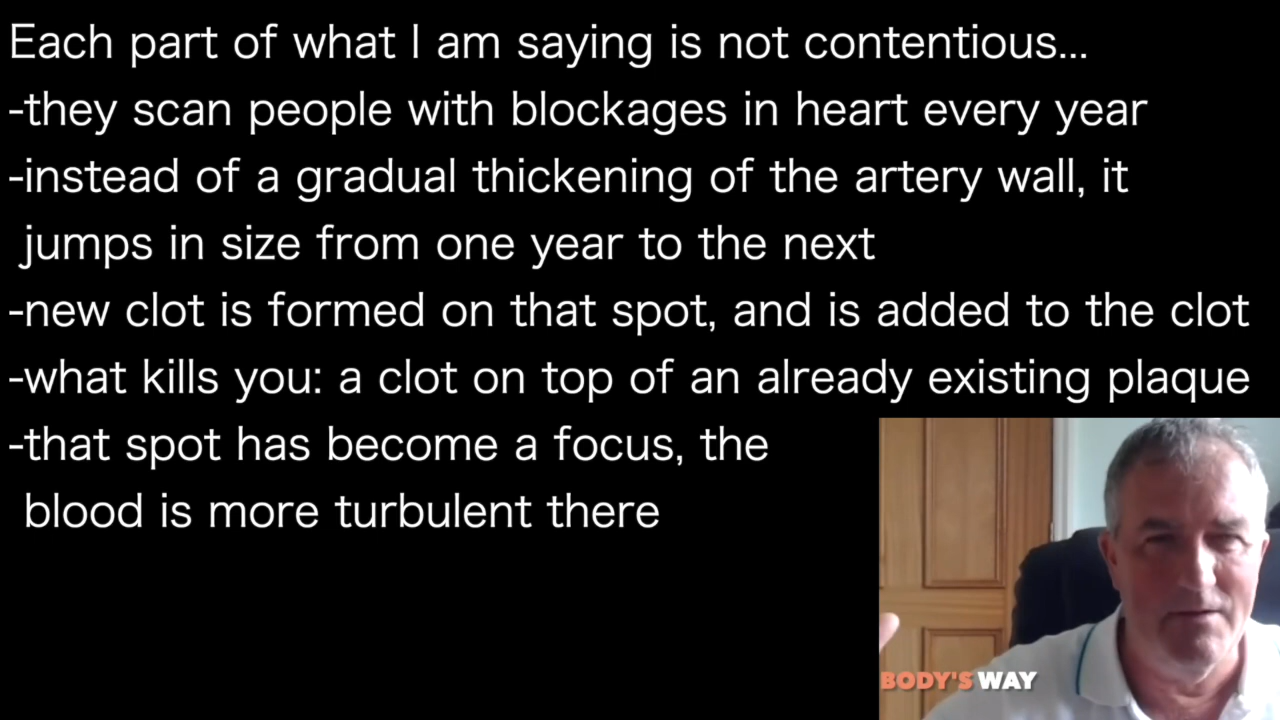 Each part of what I am saying is not contentious...
-they scan people with blockages in heart every year
-instead of a gradual thickening of the artery wall, it
jumps in size from one year to the next
-new clot is formed on that spot, and is added to the clot
-what kills you: a clot on top of an already existing plaque
-that spot has become a focus, the
blood is more turbulent there
BODY'S WAY